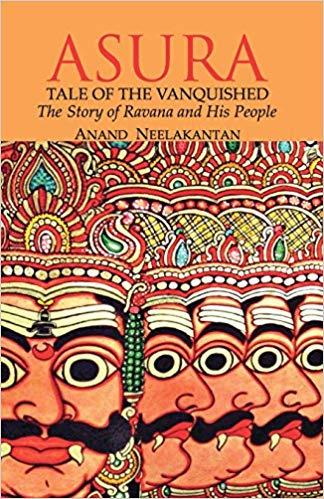 ASURA
TALE OF THE VANQUISHED
The Story of Ravana and His People
ANAND NEELAKANTAN